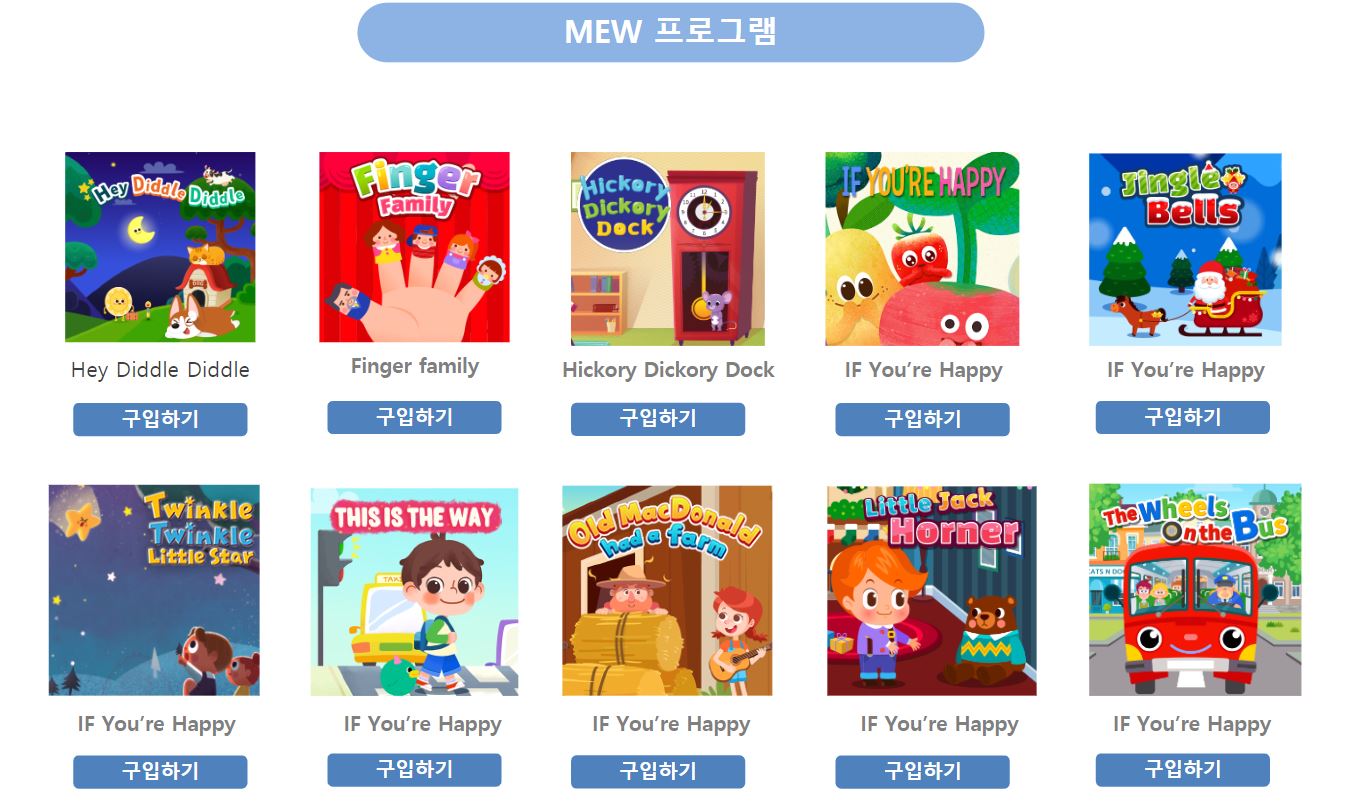 MEW 프로그램
Hey Diddle Diddle
Finger
Family
Hickory
Dickory
Dock
IF YOU'RE HAPPY
Jingle
Bells
Hey Diddle Diddle
Finger family
Hickory Dickory Dock
IF You're Happy
IF You're Happy
구입하기
구입하기
구입하기
구입하기
구입하기
Twinkle
Twinkle
Little Star
THIS IS THE WAY
Old MacDonald
had a farm
Little Jack
Horner
The Wheels
On the Bus
IF You're Happy
IF You're Happy
IF You're Happy
IF You're Happy
IF You're Happy
구입하기
구입하기
구입하기
구입하기
구입하기